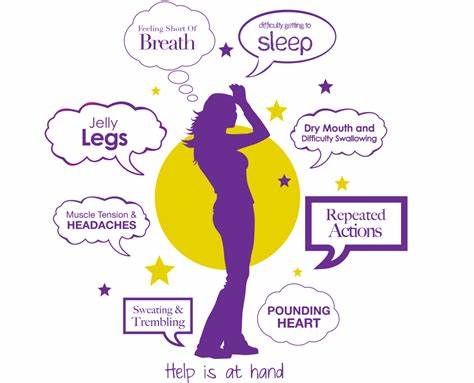 Feeling Short Of
Breath
difficulty getting to
sleep
Jelly
Legs
Dry Mouth and
Difficulty Swallowing
Muscle Tension &
HEADACHES
Repeated
Actions
Sweating &
Trembling
POUNDING
HEART
Help is at hand